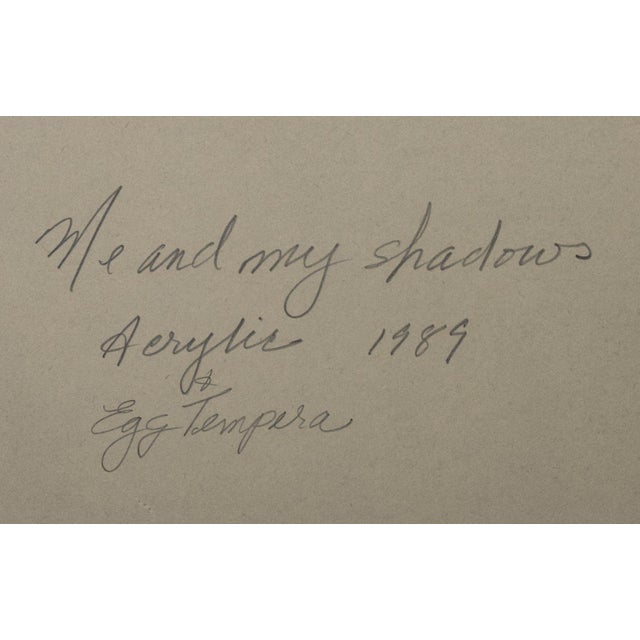 Me and my shadows
Acrylic 1989
&
Egg Tempera